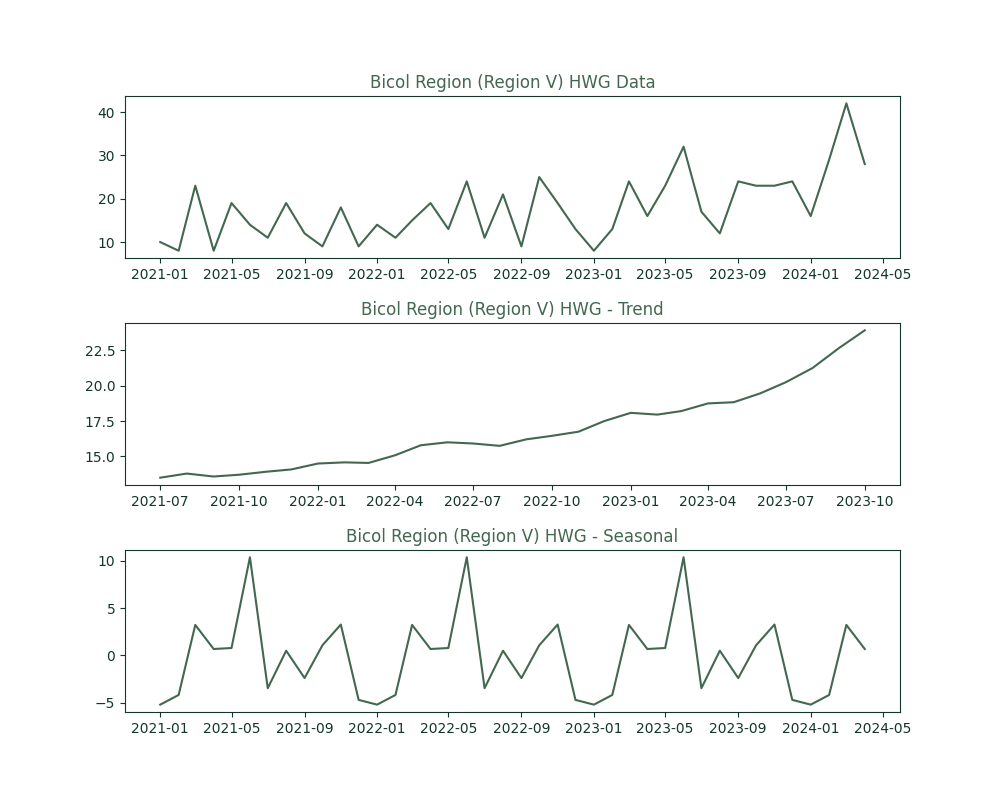 Bicol Region (Region V) HWG Data
40
30
20
10
2021-01 2021-05 2021-09 2022-01 2022-05 2022-09 2023-01 2023-05 2023-09 2024-01 2024-05
Bicol Region (Region V) HWG - Trend
22.5
20.0
17.5
15.0
2021-07 2021-10 2022-01 2022-04 2022-07 2022-10 2023-01 2023-04 2023-07 2023-10
Bicol Region (Region V) HWG - Seasonal
10
5
0
−5
2021-01 2021-05 2021-09 2022-01 2022-05 2022-09 2023-01 2023-05 2023-09 2024-01 2024-05